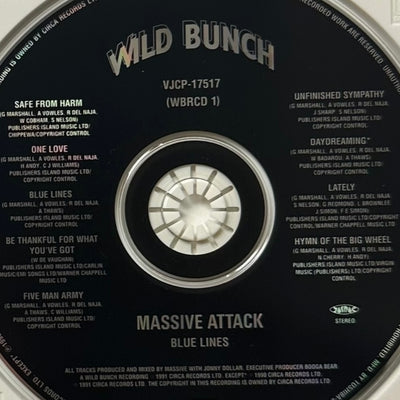 WILD BUNCH
VJCP-17517
(WBRCD 1)
SAFE FROM HARM
(G MARSHALL. A VOWLES. R DEL NAJA.
W COBHAM. S NELSON)
PUBLISHERS ISLAND MUSIC LTD/
CHIPPEWA/COPYRIGHT CONTROL
ONE LOVE
(G MARSHALL. A VOWLES. R DEL NAJA.
H ANDY. C J WILLIAMS)
PUBLISHERS ISLAND MUSIC LTD/
COPYRIGHT CONTROL
BLUE LINES
(G MARSHALL. A VOWLES. R DEL NAJA.
A THAWS)
PUBLISHERS ISLAND MUSIC LTD/
COPYRIGHT CONTROL
BE THANKFUL FOR WHAT
YOU'VE GOT
(W DE VAUGHAN)
PUBLISHERS ISLAND MUSIC LTD/CARLIN
MUSIC/EMI SONGS LTD/WARNER CHAPPELL
MUSIC LTD
FIVE MAN ARMY
(G MARSHALL. A VOWLES. R DEL NAJA.
A THAWS. C WILLIAMS)
PUBLISHERS ISLAND MUSIC LTD/
COPYRIGHT CONTROL
UNFINISHED SYMPATHY
(G MARSHALL. A VOWLES. R DEL NAJA.
J SHARP. S NELSON)
PUBLISHERS ISLAND MUSIC LTD/
COPYRIGHT CONTROL
DAYDREAMING*
(G MARSHALL. A VOWLES. R DEL NAJA.
W BADAROU. A THAWS)
PUBLISHERS ISLAND MUSIC LTD/
COPYRIGHT CONTROL
LATELY
(G MARSHALL. A VOWLES. R DEL NAJA.
S NELSON. G REDMOND. L BROWNLEE.
J SIMON. F E SIMON)
PUBLISHERS ISLAND MUSIC LTD/COPYRIGHT
CONTROL/WARNER CHAPPELL MUSIC LTD.
HYMN OF THE BIG WHEEL
(G MARSHALL. A VOWLES. R DEL NAJA.
N CHERRY. H ANDY)
PUBLISHERS ISLAND MUSIC LTD/VIRGIN
MUSIC (PUBLISHERS) LTD/COPYRIGHT
CONTROL
STEREO
MASSIVE ATTACK
BLUE LINES
ALL TRACKS PRODUCED AND MIXED BY MASSIVE WITH JONNY DOLLAR. EXECUTIVE PRODUCER BOOGA BEAR.
A WILD BUNCH RECORDING 1991 CIRCA RECORDS LTD. EXCEPT* 1990 CIRCA RECORDS LTD.
1991 CIRCA RECORDS LTD. THE COPYRIGHT IN THIS SOUND RECORDING IS OWNED BY CIRCA RECORDS LTD